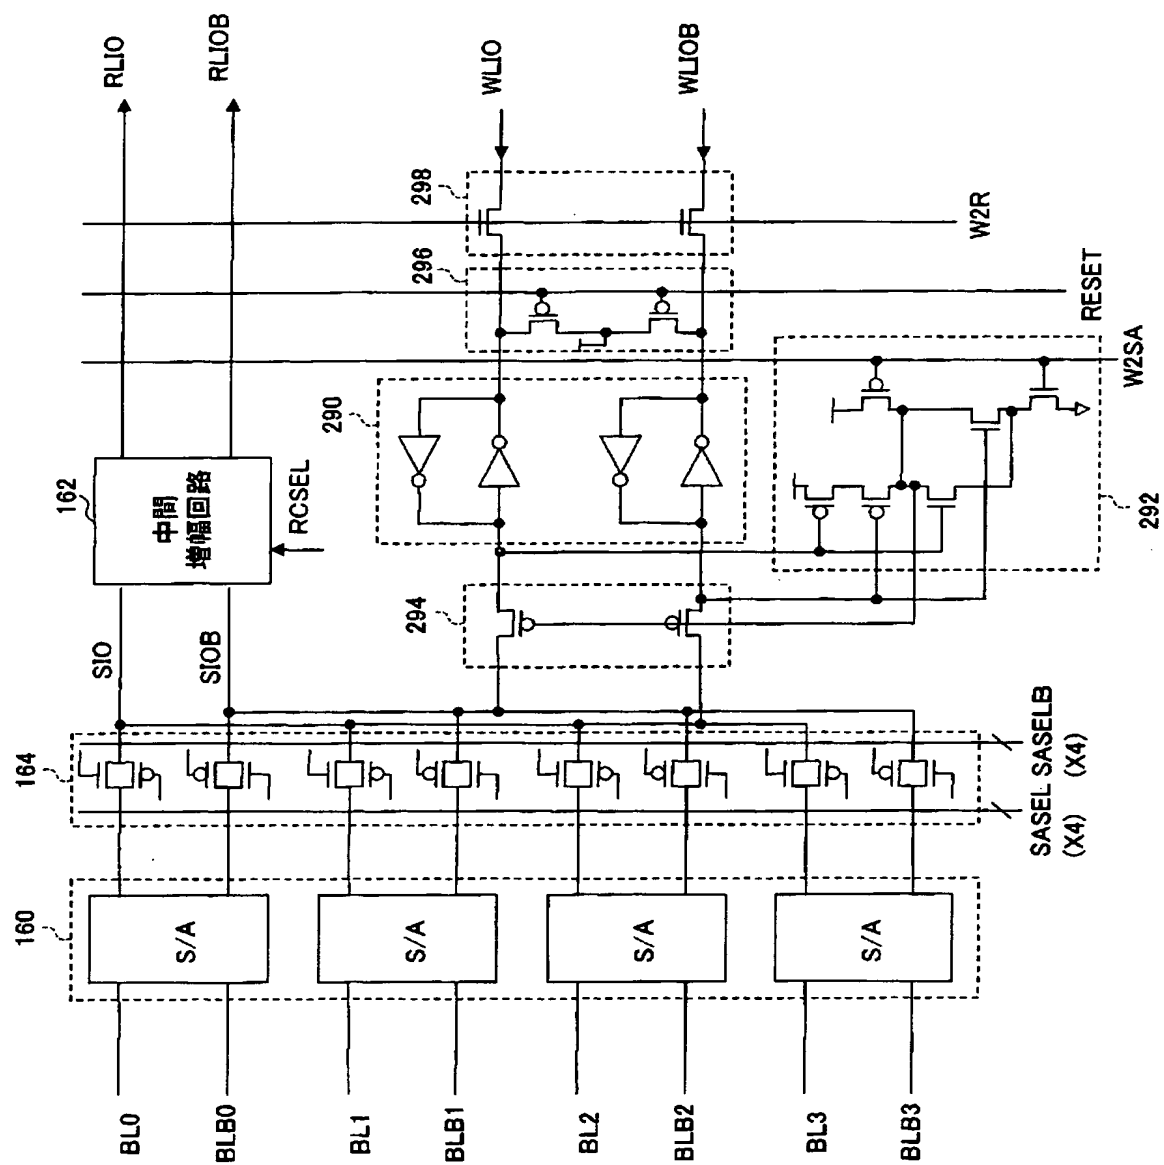 RLIO
RLIOB
WLIO
WLIOB
298
W2R
296
RESET
W2SA
290
292
162
中間
増幅回路
RCSEL
294
SIO
SIOB
164
SASEL SASELB
(X4) (X4)
160
S/A
S/A
S/A
S/A
BL0
BLB0
BL1
BLB1
BL2
BLB2
BL3
BLB3